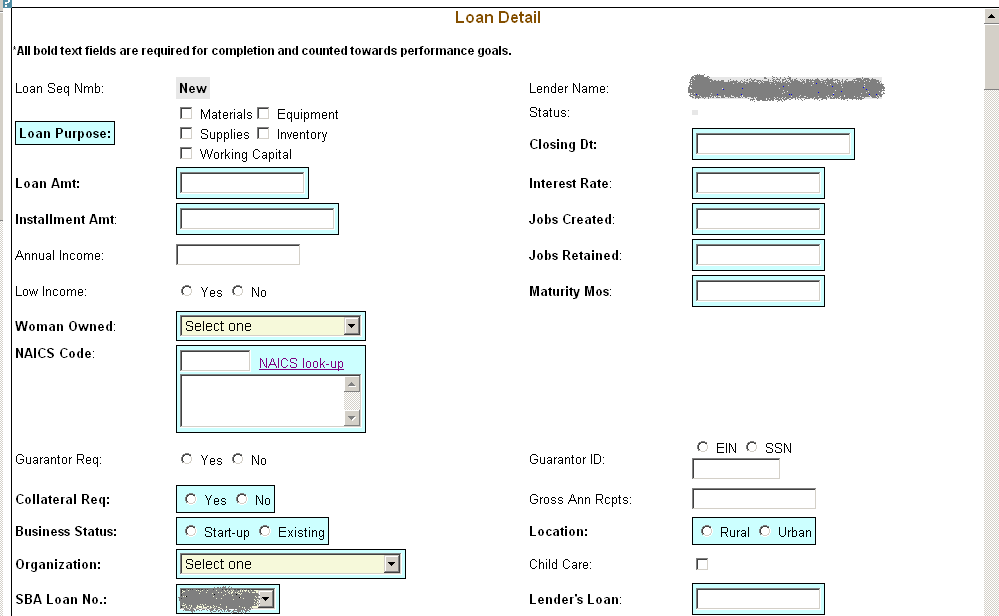 Loan Detail
*All bold text fields are required for completion and counted towards performance goals.
Loan Seq Nmb: New Lender Name:
Materials Equipment Status:
Loan Purpose: Supplies Inventory Closing Dt:
Working Capital
Loan Amt: Interest Rate:
Installment Amt: Jobs Created:
Annual Income: Jobs Retained:
Low Income: Yes No Maturity Mos:
Woman Owned: Select one
NAICS Code: NAICS look-up
EIN SSN
Guarantor Req: Yes No Guarantor ID:
Collateral Req: Yes No Gross Ann Rcpts:
Business Status: Start-up Existing Location: Rural Urban
Organization: Select one Child Care:
SBA Loan No.: Lender's Loan: